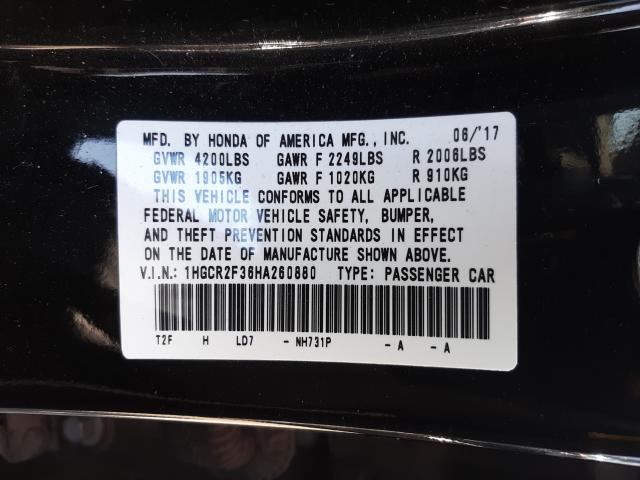 MFD. BY HONDA OF AMERICA MFG., INC. 06/'17
GVWR 4200LBS GAWR F 2249LBS R 2006LBS
GVWR 1905KG GAWR F 1020KG R 910KG
THIS VEHICLE CONFORMS TO ALL APPLICABLE
FEDERAL MOTOR VEHICLE SAFETY, BUMPER,
AND THEFT PREVENTION STANDARDS IN EFFECT
ON THE DATE OF MANUFACTURE SHOWN ABOVE.
V.I.N.: 1HGCR2F36HA260880 TYPE: PASSENGER CAR
T2F H LD7 - NH731P - A - A